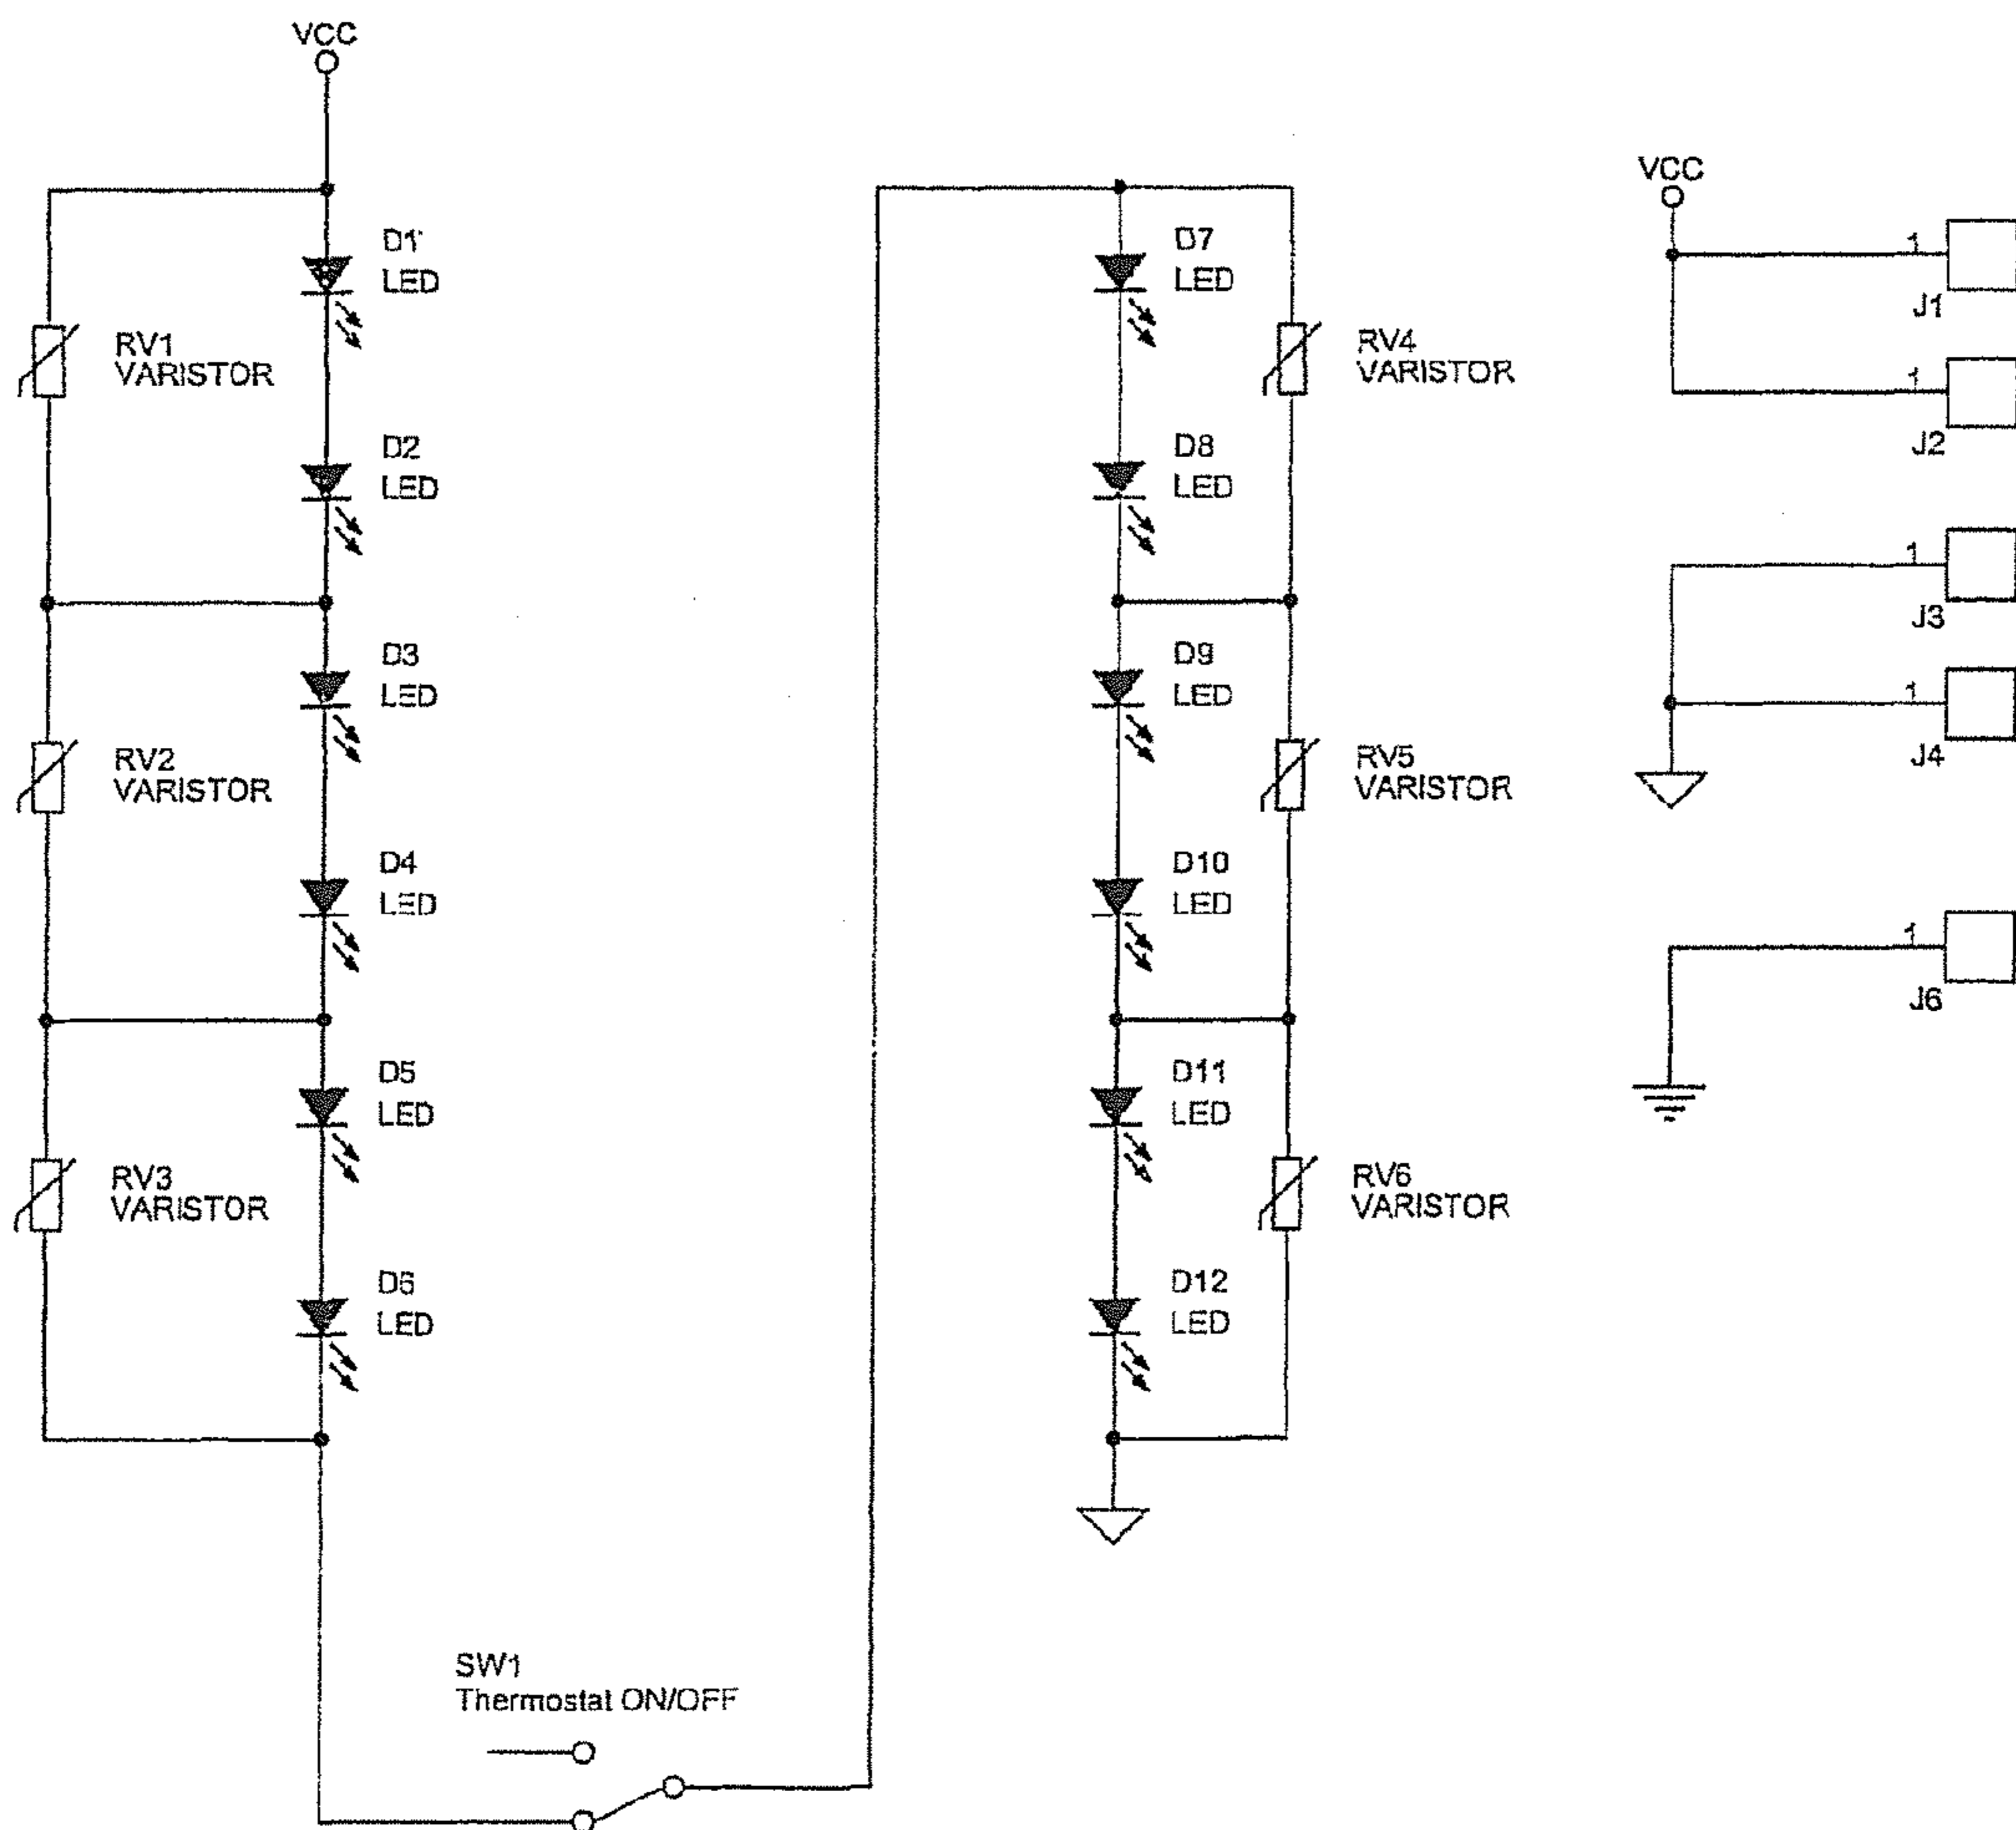 VCC
D1
LED
RV1
VARISTOR
D2
LED
D3
LED
RV2
VARISTOR
D4
LED
D5
LED
RV3
VARISTOR
D6
LED
SW1
Thermostat ON/OFF
D7
LED
RV4
VARISTOR
D8
LED
D9
LED
RV5
VARISTOR
D10
LED
D11
LED
RV6
VARISTOR
D12
LED
VCC
1
J1
1
J2
1
J3
1
J4
1
J6